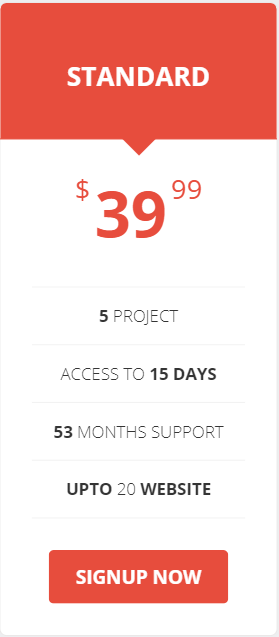 STANDARD
$ 39 99
5 PROJECT
ACCESS TO 15 DAYS
53 MONTHS SUPPORT
UPTO 20 WEBSITE
SIGNUP NOW